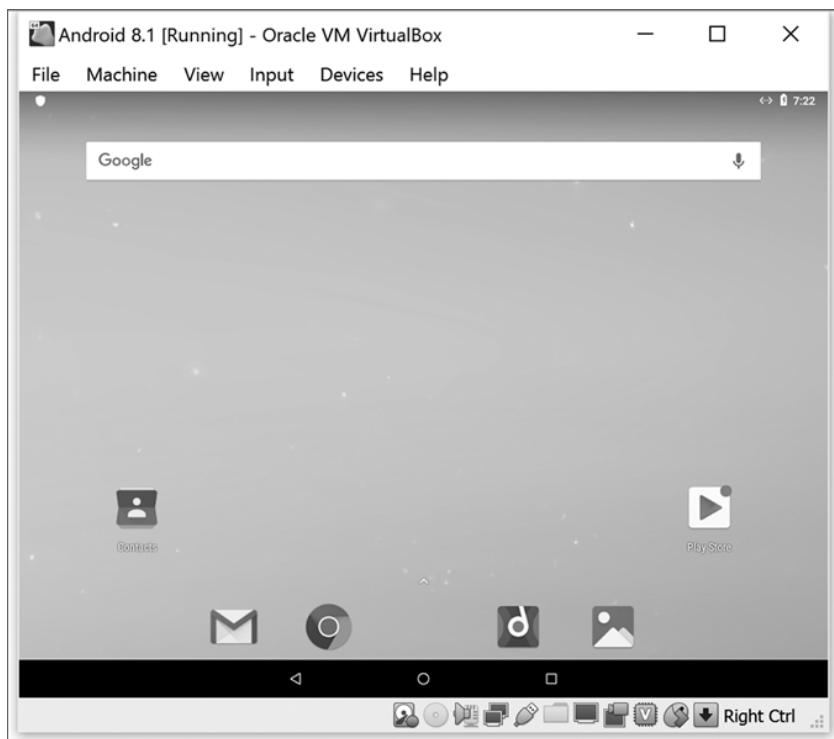 Android 8.1 [Running] - Oracle VM VirtualBox
File Machine View Input Devices Help
7:22
Google
Contacts
Play Store
Right Ctrl